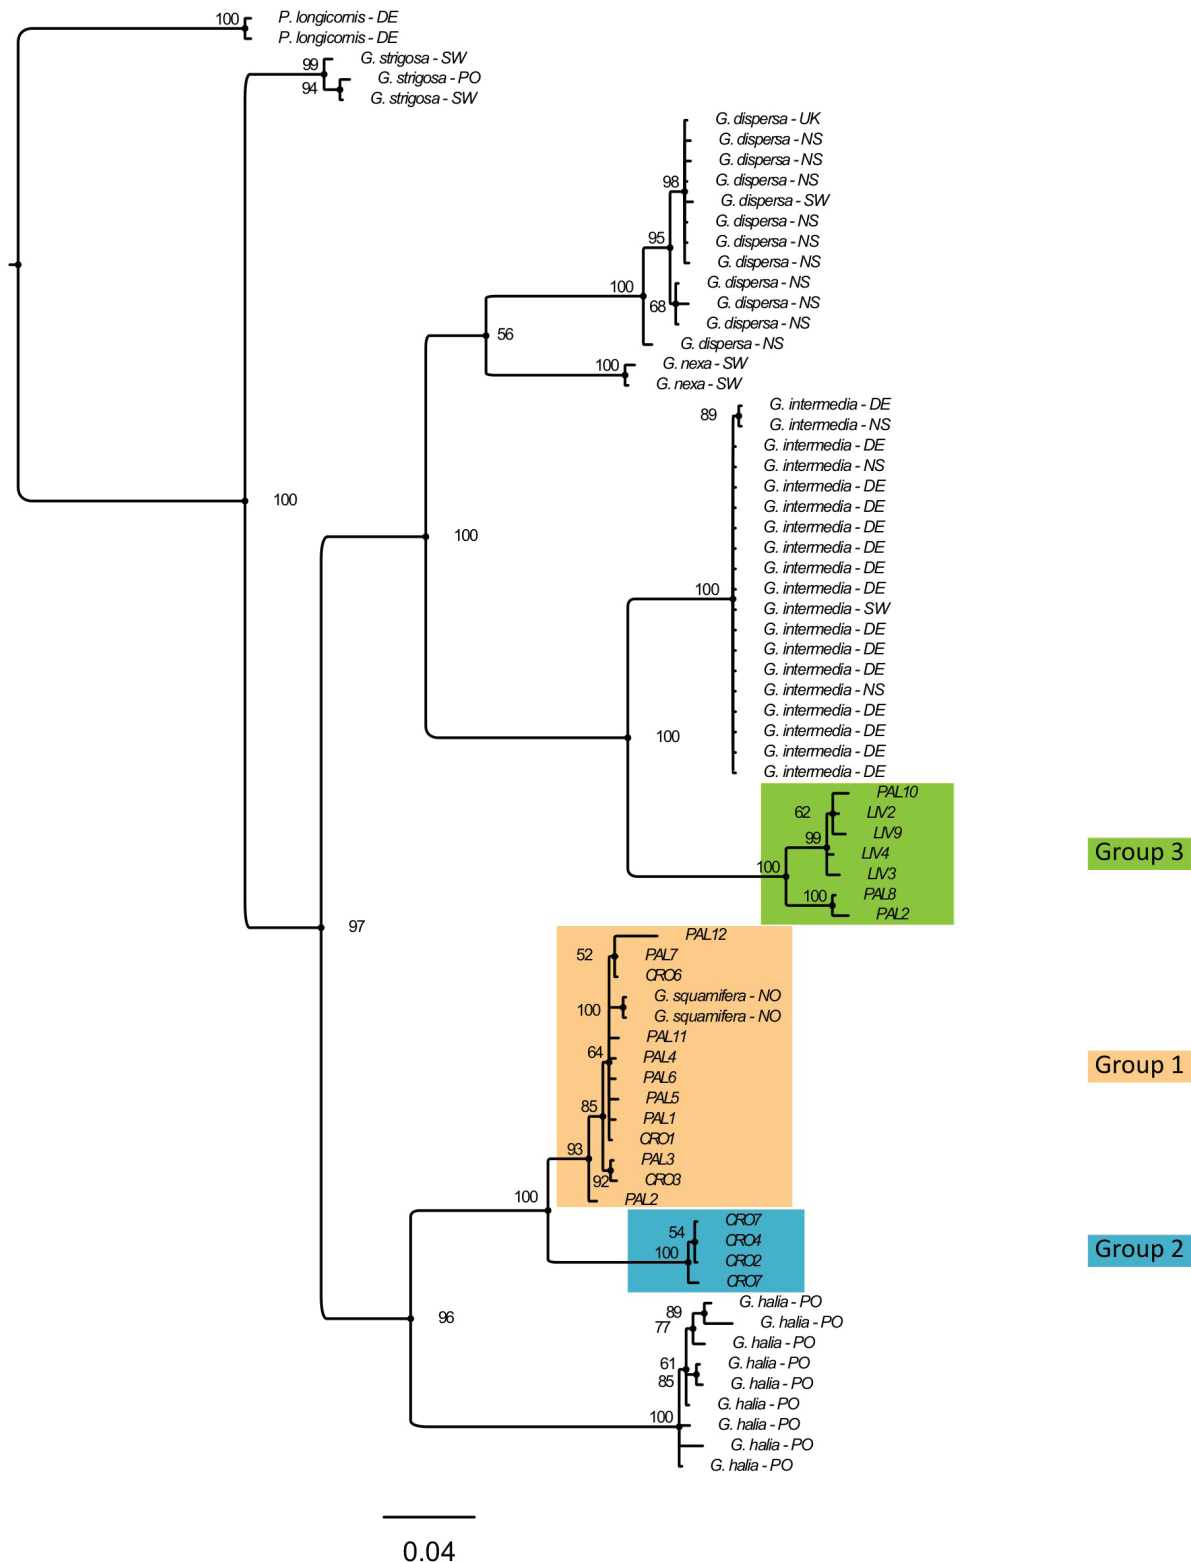 100
P. longicornis - DE
P. longicornis - DE
99
G. strigosa - SW
G. strigosa - PO
94
G. strigosa - SW
G. dispersa - UK
G. dispersa - NS
G. dispersa - NS
98
G. dispersa - NS
G. dispersa - SW
G. dispersa - NS
95
G. dispersa - NS
G. dispersa - NS
100
G. dispersa - NS
68
G. dispersa - NS
G. dispersa - NS
56
G. dispersa - NS
100
G. nexa - SW
G. nexa - SW
G. intermedia - DE
89
G. intermedia - NS
G. intermedia - DE
G. intermedia - NS
G. intermedia - DE
100
G. intermedia - DE
G. intermedia - DE
100
G. intermedia - DE
G. intermedia - DE
100
G. intermedia - DE
G. intermedia - SW
G. intermedia - DE
G. intermedia - DE
G. intermedia - DE
G. intermedia - NS
G. intermedia - DE
100
G. intermedia - DE
G. intermedia - DE
G. intermedia - DE
PAL10
62
LIV2
LIV9
99
LIV4
Group 3
100
LIV3
100
PAL8
PAL2
97
PAL12
52
PAL7
CRO6
G. squamifera - NO
100
G. squamifera - NO
PAL11
64
PAL4
Group 1
PAL6
PAL5
85
PAL1
CRO1
93
PAL3
92
CRO3
100
PAL2
CRO7
54
CRO4
Group 2
100
CRO2
CRO7
96
89
G. halia - PO
77
G. halia - PO
G. halia - PO
61
G. halia - PO
85
G. halia - PO
G. halia - PO
100
G. halia - PO
G. halia - PO
G. halia - PO
0.04